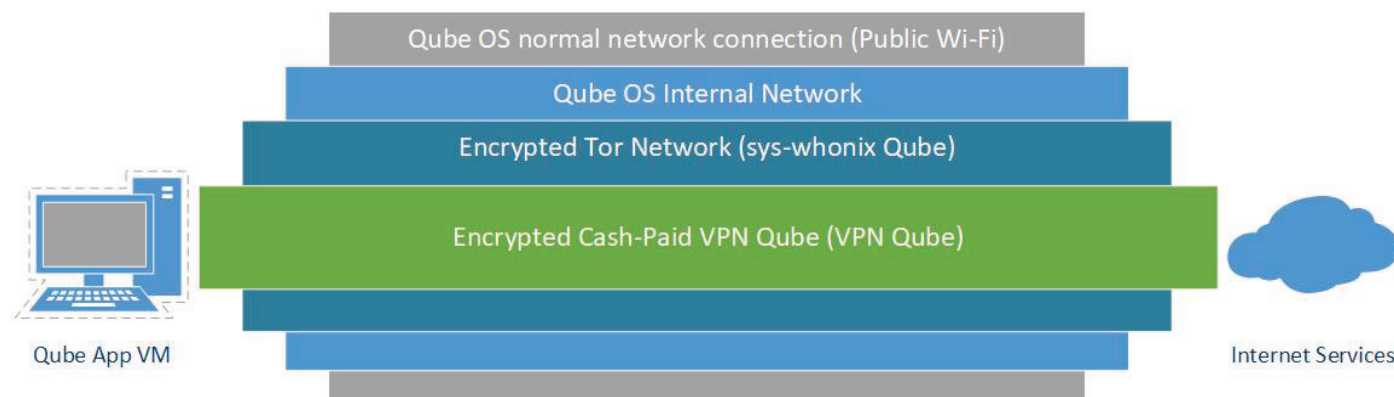 Qube OS normal network connection (Public Wi-Fi)
Qube OS Internal Network
Encrypted Tor Network (sys-whonix Qube)
Encrypted Cash-Paid VPN Qube (VPN Qube)
Qube App VM
Internet Services